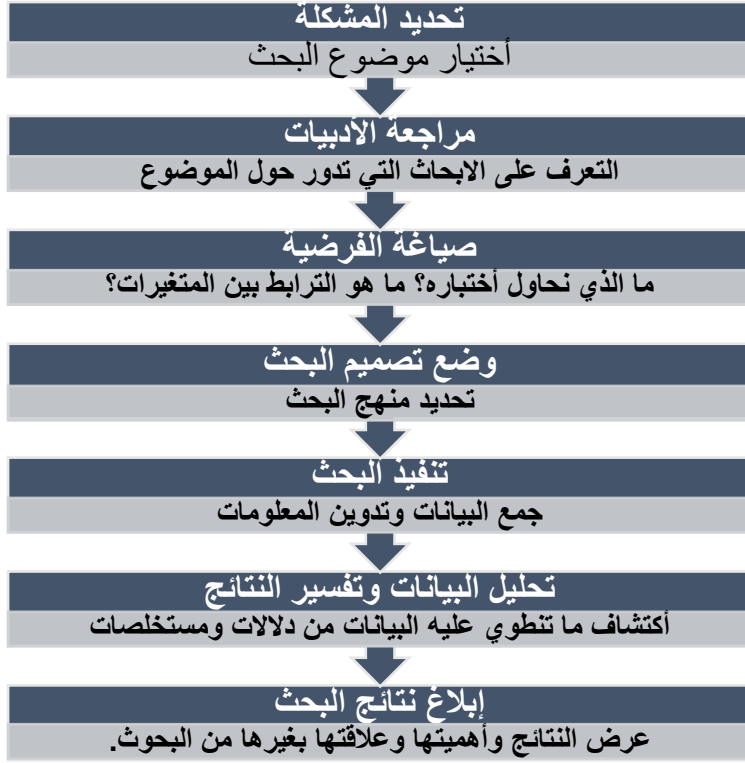 تحديد المشكلة
أختيار موضوع البحث
مراجعة الأدبيات
التعرف على الابحاث التي تدور حول الموضوع
صياغة الفرضية
ما الذي نحاول أختباره؟ ما هو الترابط بين المتغيرات؟
وضع تصميم البحث
تحديد منهج البحث
تنفيذ البحث
جمع البيانات وتدوين المعلومات
تحليل البيانات وتفسير النتائج
أكتشاف ما تنطوي عليه البيانات من دلالات ومستخلصات
إبلاغ نتائج البحث
عرض النتائج وأهميتها وعلاقتها بغيرها من البحوث.